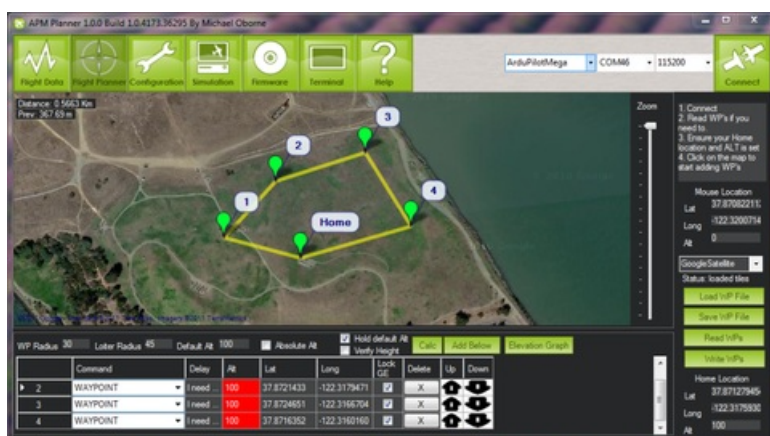 APM Planner 1.0.0 Build 1.0.4173.36295 By Michael Oborne
Flight Data
Flight Planner
Configuration
Simulation
Firmware
Terminal
Help
ArduPilotMega
COM46
115200
Connect
Distance: 0.5663 Km
Prev: 367.69 m
1
2
3
4
Home
Zoom
1. Connect
2. Read WP's if you
need to.
3. Ensure your Home
location and ALT is set
4. Click on the map to
start adding WP's
Mouse Location
Lat 37.87082211
Long -122.3200714
Alt 0
GoogleSatellite
Status: loaded tiles
Load WP File
Save WP File
Read WPs
Write WPs
Home Location
Lat 37.87127945
Long -122.3175930
Alt 100
WP Radius 30 Loiter Radius 45 Default Alt 100 Absolute Alt Hold default Alt Verify Height Calc Add Below Elevation Graph
Command Delay Alt Lat Long Lock GE Delete Up Down
2 WAYPOINT I need ... 100 37.8721433 -122.3179471 X
3 WAYPOINT I need ... 100 37.8724651 -122.3166704 X
4 WAYPOINT I need ... 100 37.8716352 -122.3160160 X